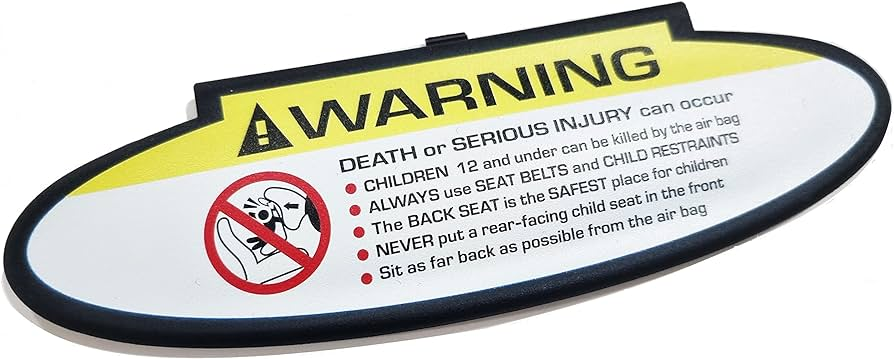 WARNING
DEATH or SERIOUS INJURY can occur
• CHILDREN 12 and under can be killed by the air bag
• ALWAYS use SEAT BELTS and CHILD RESTRAINTS
• The BACK SEAT is the SAFEST place for children
• NEVER put a rear-facing child seat in the front
• Sit as far back as possible from the air bag